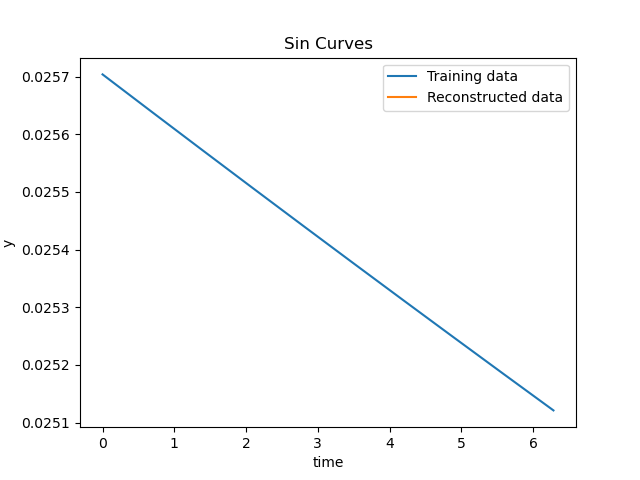 Sin Curves
Training data
Reconstructed data
y
0.0257
0.0256
0.0255
0.0254
0.0253
0.0252
0.0251
0 1 2 3 4 5 6
time